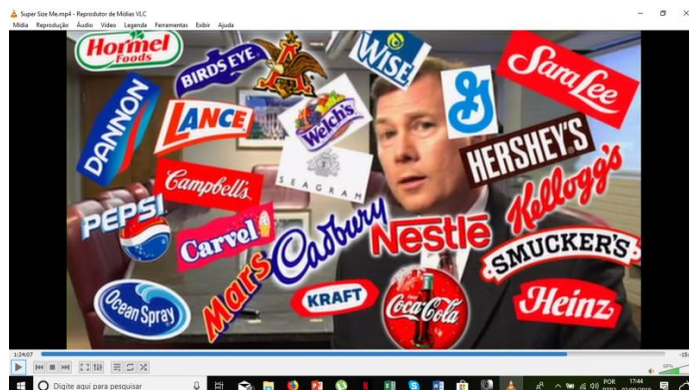 Super Size Me.mp4 - Reprodutor de Mídias VLC
Mídia Reprodução Áudio Vídeo Legenda Ferramentas Exibir Ajuda
Hormel
Foods
BIRDS EYE
WISE
Sara Lee
DANNON
LANCE
Welch's
G
HERSHEY'S
SEAGRAM
Campbell's
Kellogg's
PEPSI
Carvel
Cadbury
Nestlé
SMUCKER'S
Mars
Ocean Spray
KRAFT
Coca-Cola
Heinz
1:24:07
Digite aqui para pesquisar
POR
17:44